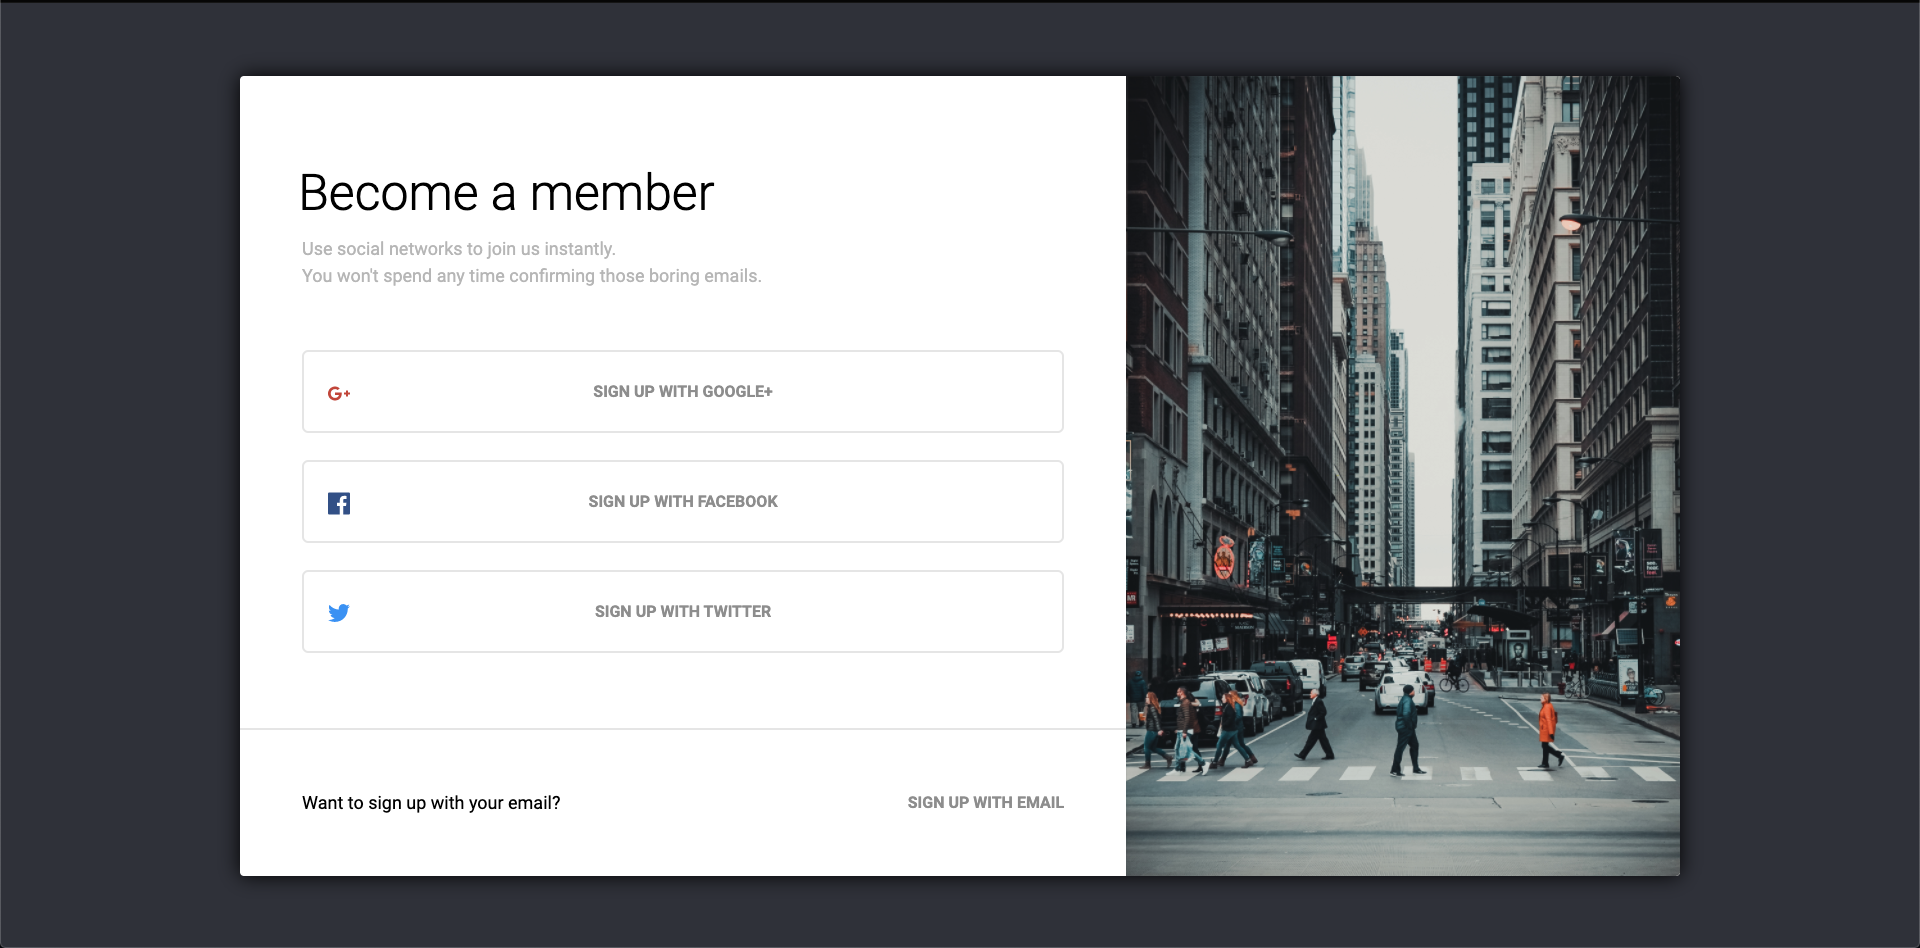 Become a member
Use social networks to join us instantly.
You won't spend any time confirming those boring emails.
G+
SIGN UP WITH GOOGLE+
SIGN UP WITH FACEBOOK
SIGN UP WITH TWITTER
Want to sign up with your email?
SIGN UP WITH EMAIL